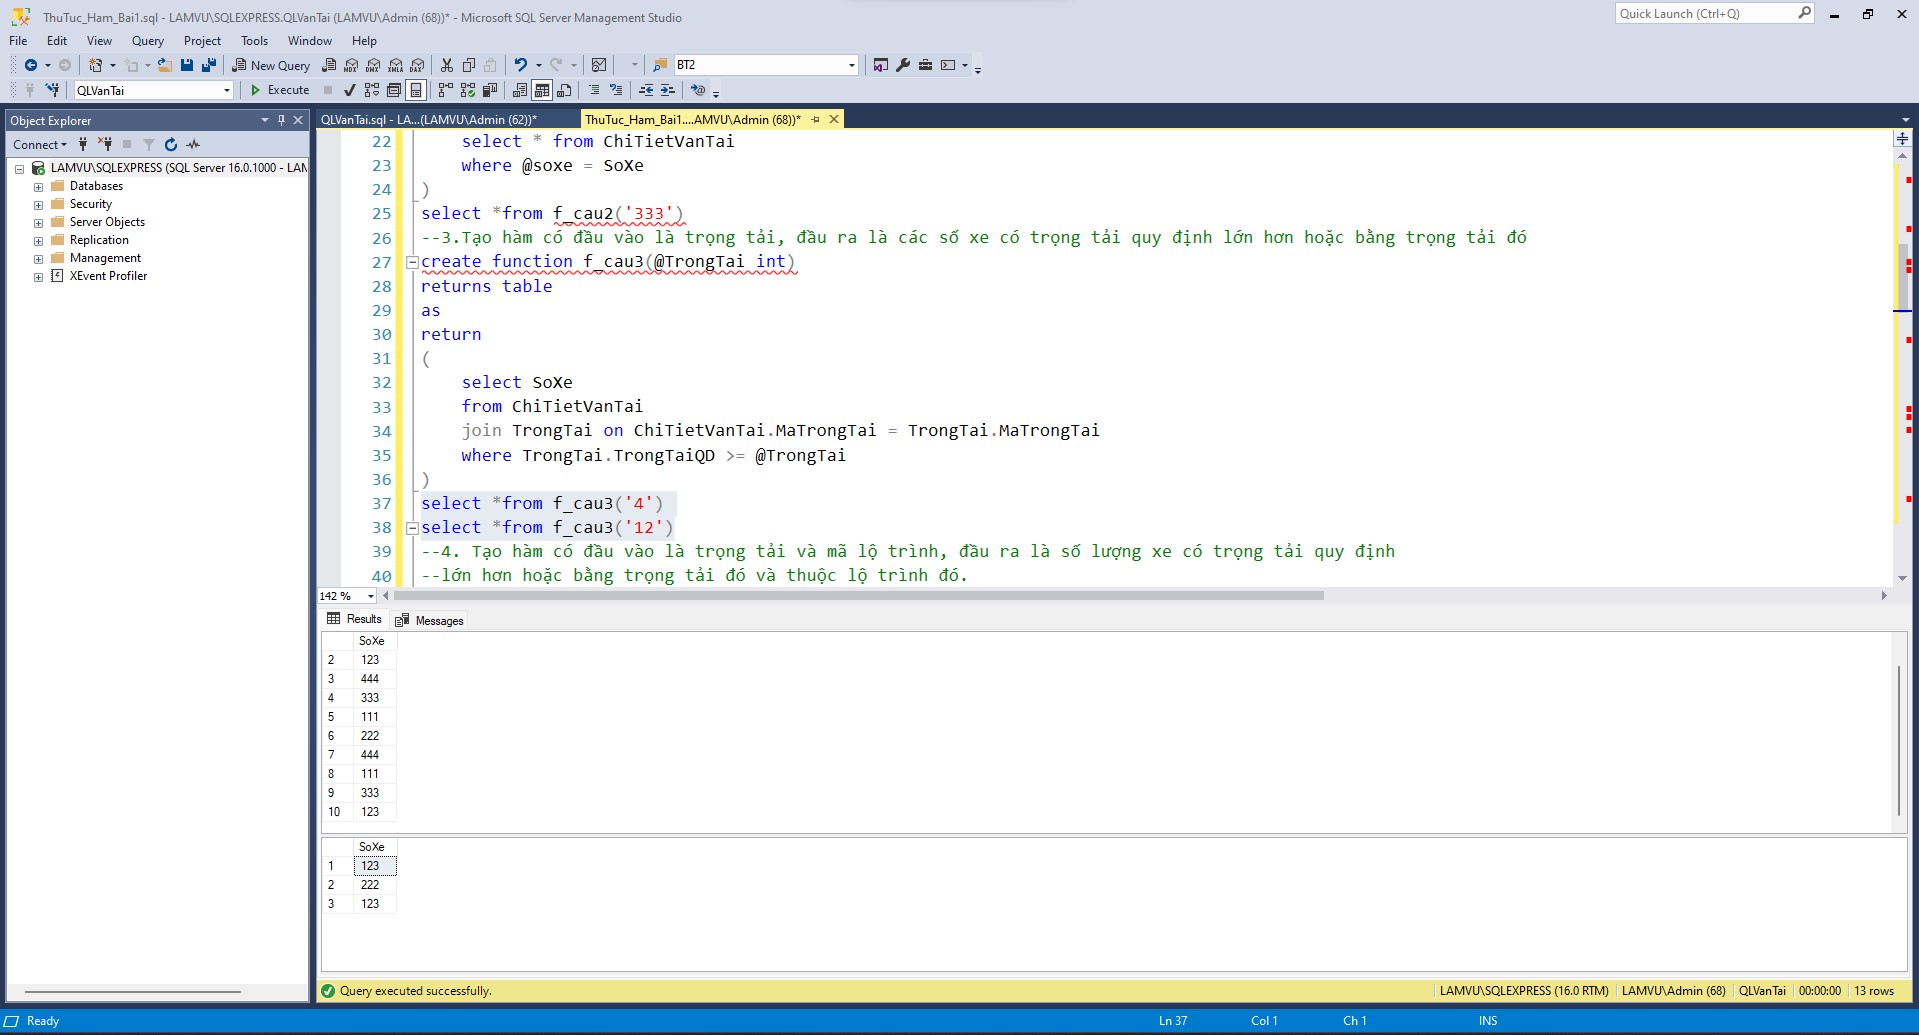 ThuTuc_Ham_Bai1.sql - LAMVU\SQLEXPRESS.QLVanTai (LAMVU\Admin (68))* - Microsoft SQL Server Management Studio
Quick Launch (Ctrl+Q)
File Edit View Query Project Tools Window Help
New Query MDX DMX XMLA DAX BT2
QLVanTai Execute
Object Explorer
Connect
LAMVU\SQLEXPRESS (SQL Server 16.0.1000 - LAM
Databases
Security
Server Objects
Replication
Management
XEvent Profiler
QLVanTai.sql - LA...(LAMVU\Admin (62))* ThuTuc_Ham_Bai1....AMVU\Admin (68))*
22 select * from ChiTietVanTai
23 where @soxe = SoXe
24 )
25 select *from f_cau2('333')
26 --3.Tạo hàm có đầu vào là trọng tải, đầu ra là các số xe có trọng tải quy định lớn hơn hoặc bằng trọng tải đó
27 create function f_cau3(@TrongTai int)
28 returns table
29 as
30 return
31 (
32 select SoXe
33 from ChiTietVanTai
34 join TrongTai on ChiTietVanTai.MaTrongTai = TrongTai.MaTrongTai
35 where TrongTai.TrongTaiQD >= @TrongTai
36 )
37 select *from f_cau3('4')
38 select *from f_cau3('12')
39 --4. Tạo hàm có đầu vào là trọng tải và mã lộ trình, đầu ra là số lượng xe có trọng tải quy định
40 --lớn hơn hoặc bằng trọng tải đó và thuộc lộ trình đó.
142 %
Results Messages
SoXe
2 123
3 444
4 333
5 111
6 222
7 444
8 111
9 333
10 123
SoXe
1 123
2 222
3 123
Query executed successfully. LAMVU\SQLEXPRESS (16.0 RTM) LAMVU\Admin (68) QLVanTai 00:00:00 13 rows
Ready Ln 37 Col 1 Ch 1 INS